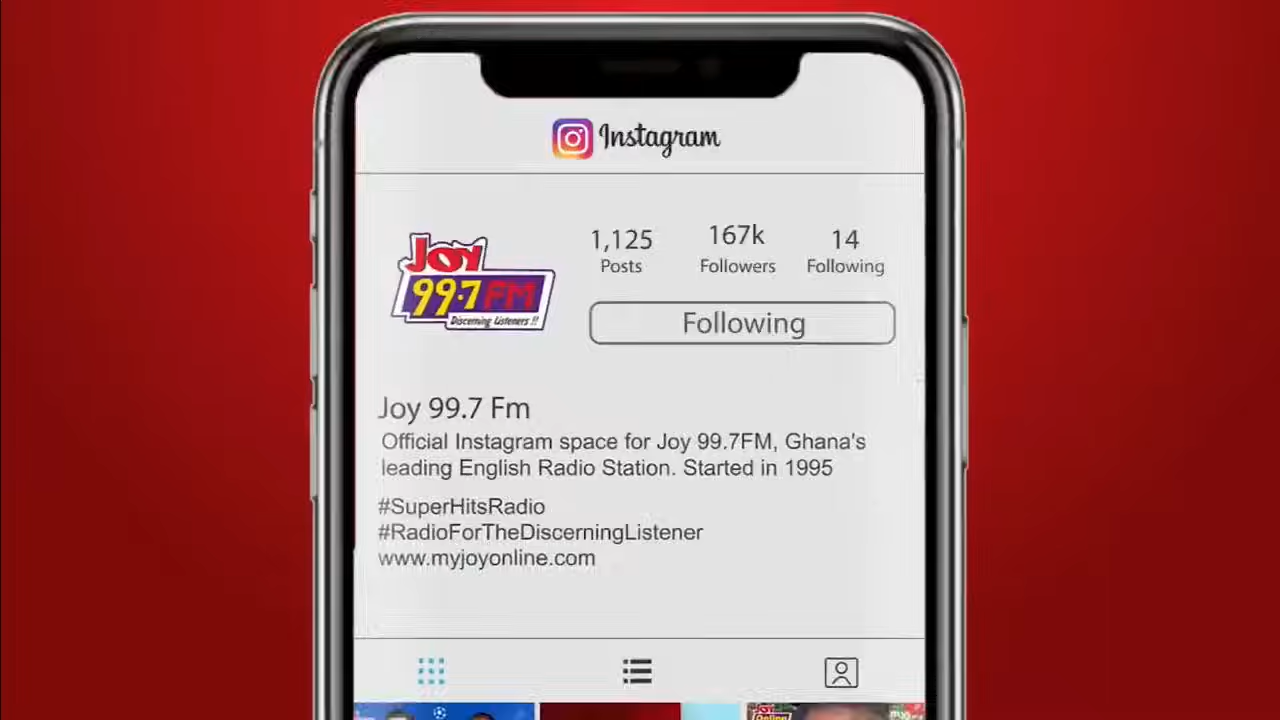 Instagram
1,125
Posts
167k
Followers
14
Following
JOY
99.7 FM
Discerning Listeners !!
Following
Joy 99.7 Fm
Official Instagram space for Joy 99.7FM, Ghana's
leading English Radio Station. Started in 1995
#SuperHitsRadio
#RadioForTheDiscerningListener
www.myjoyonline.com
JOY
Online